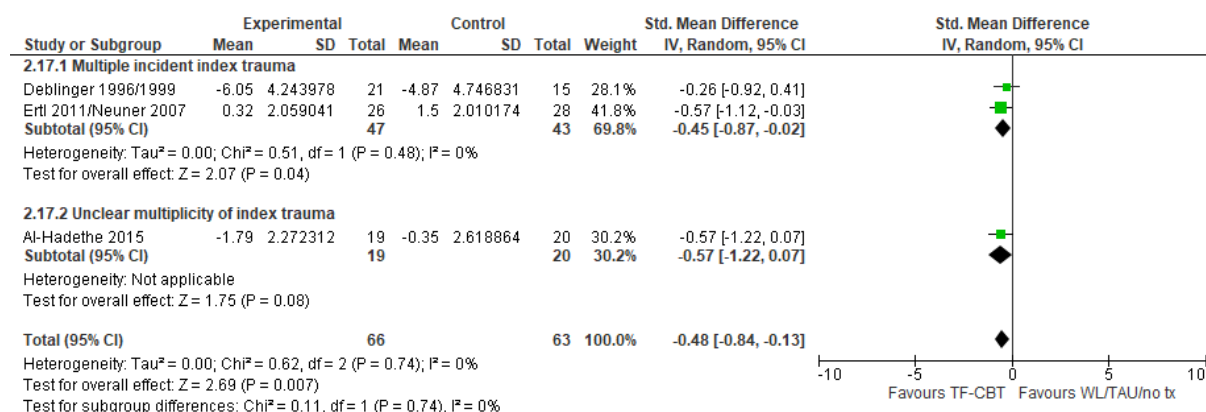 Experimental Control Std. Mean Difference Std. Mean Difference
Study or Subgroup Mean SD Total Mean SD Total Weight IV, Random, 95% CI IV, Random, 95% CI
2.17.1 Multiple incident index trauma
Deblinger 1996/1999 -6.05 4.243978 21 -4.87 4.746831 15 28.1% -0.26 [-0.92, 0.41]
Ertl 2011/Neuner 2007 0.32 2.059041 26 1.5 2.010174 28 41.8% -0.57 [-1.12, -0.03]
Subtotal (95% CI) 47 43 69.8% -0.45 [-0.87, -0.02]
Heterogeneity: Tau² = 0.00; Chi² = 0.51, df = 1 (P = 0.48); I² = 0%
Test for overall effect: Z = 2.07 (P = 0.04)
2.17.2 Unclear multiplicity of index trauma
Al-Hadethe 2015 -1.79 2.272312 19 -0.35 2.618864 20 30.2% -0.57 [-1.22, 0.07]
Subtotal (95% CI) 19 20 30.2% -0.57 [-1.22, 0.07]
Heterogeneity: Not applicable
Test for overall effect: Z = 1.75 (P = 0.08)
Total (95% CI) 66 63 100.0% -0.48 [-0.84, -0.13]
Heterogeneity: Tau² = 0.00; Chi² = 0.62, df = 2 (P = 0.74); I² = 0%
Test for overall effect: Z = 2.69 (P = 0.007)
Test for subgroup differences: Chi² = 0.11, df = 1 (P = 0.74), I² = 0%
-10 -5 0 5 10
Favours TF-CBT Favours WL/TAU/no tx